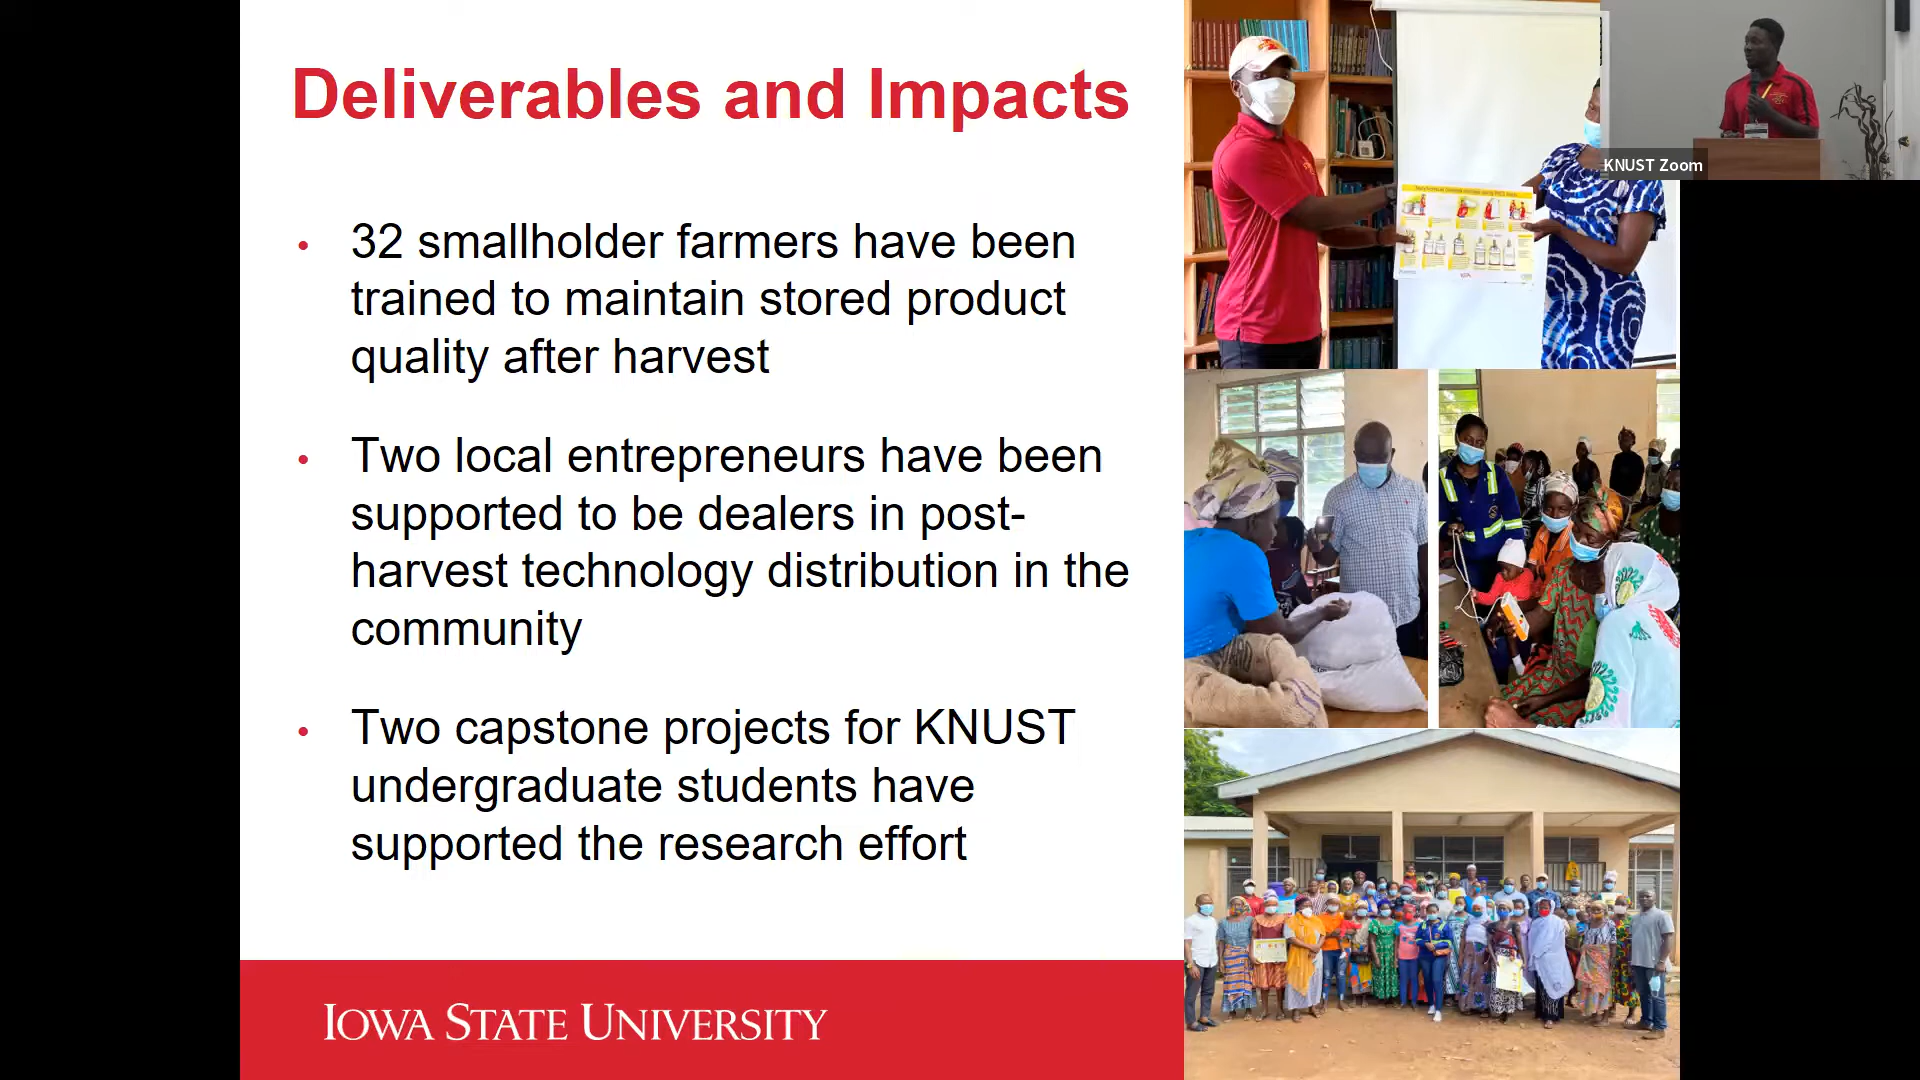 Deliverables and Impacts
• 32 smallholder farmers have been
trained to maintain stored product
quality after harvest
• Two local entrepreneurs have been
supported to be dealers in post-
harvest technology distribution in the
community
• Two capstone projects for KNUST
undergraduate students have
supported the research effort
IOWA STATE UNIVERSITY
KNUST Zoom